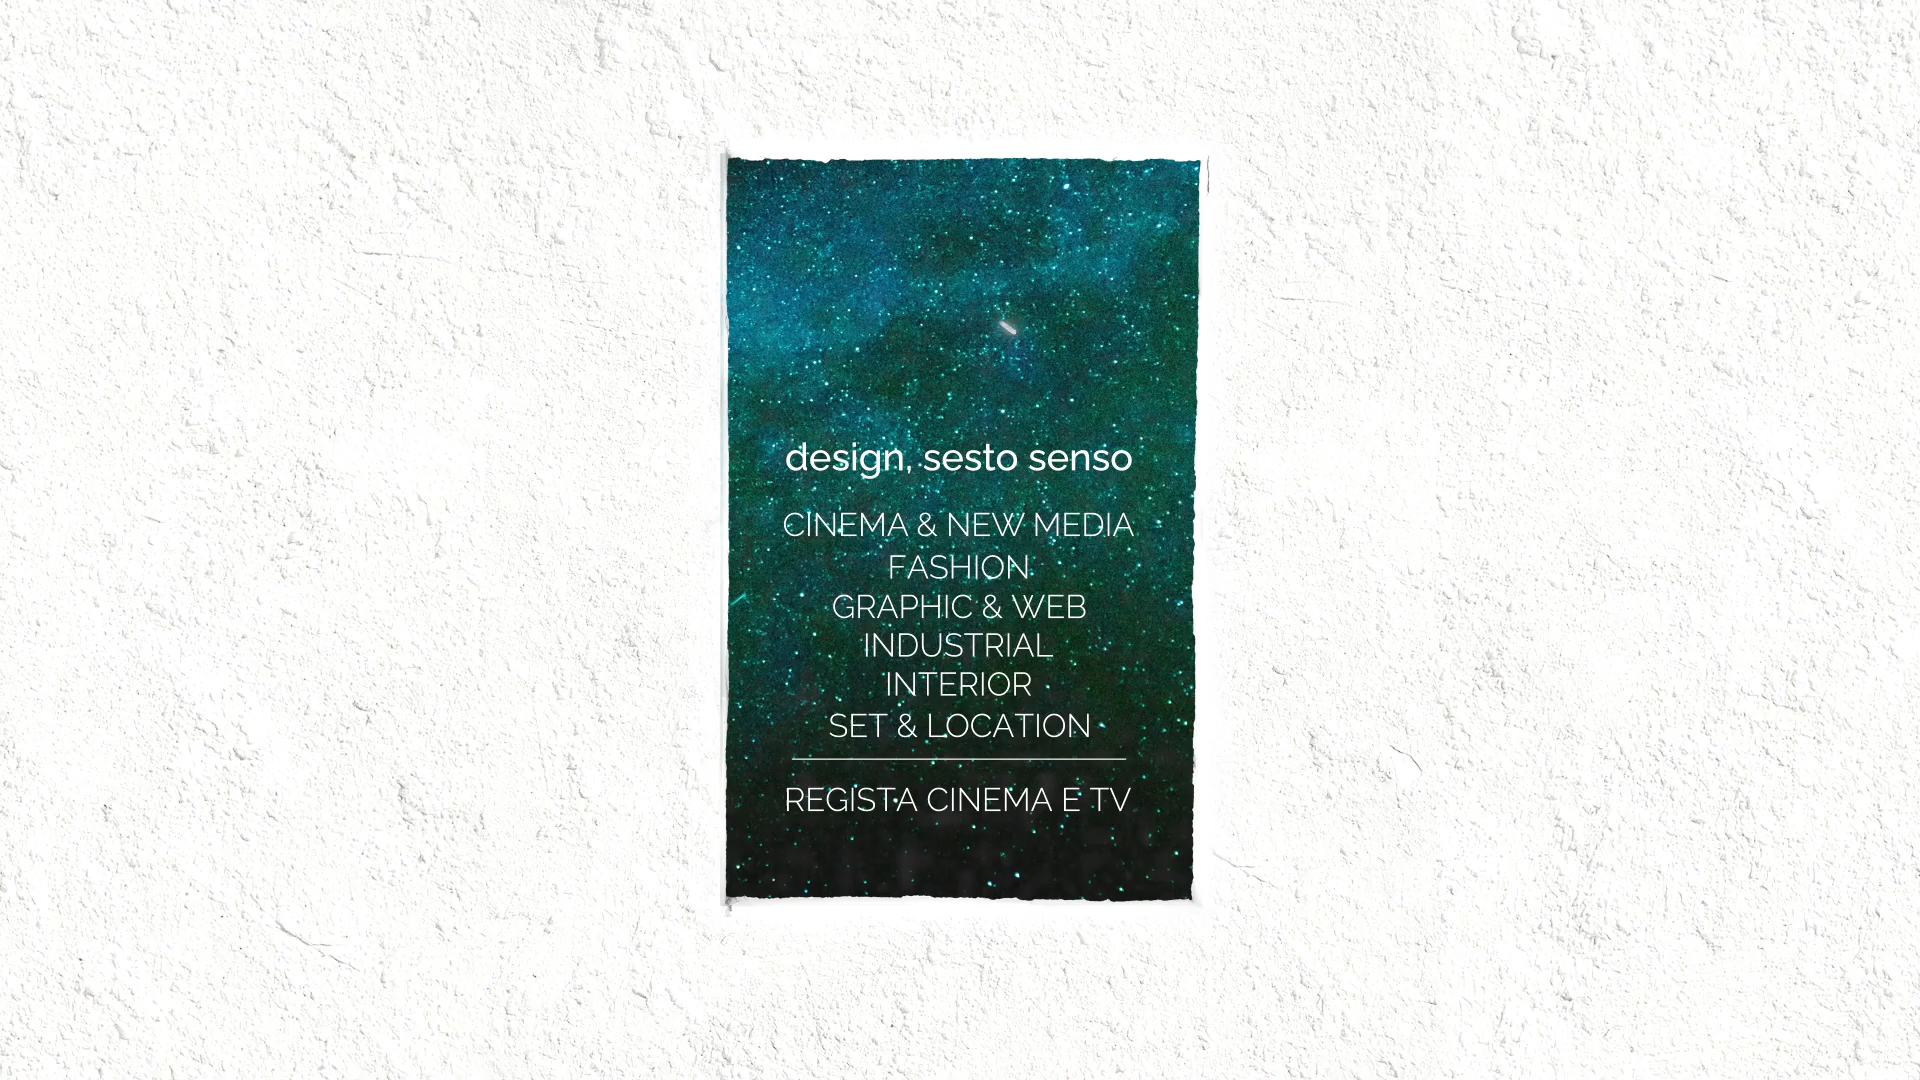 design, sesto senso
CINEMA & NEW MEDIA
FASHION
GRAPHIC & WEB
INDUSTRIAL
INTERIOR
SET & LOCATION
REGISTA CINEMA E TV